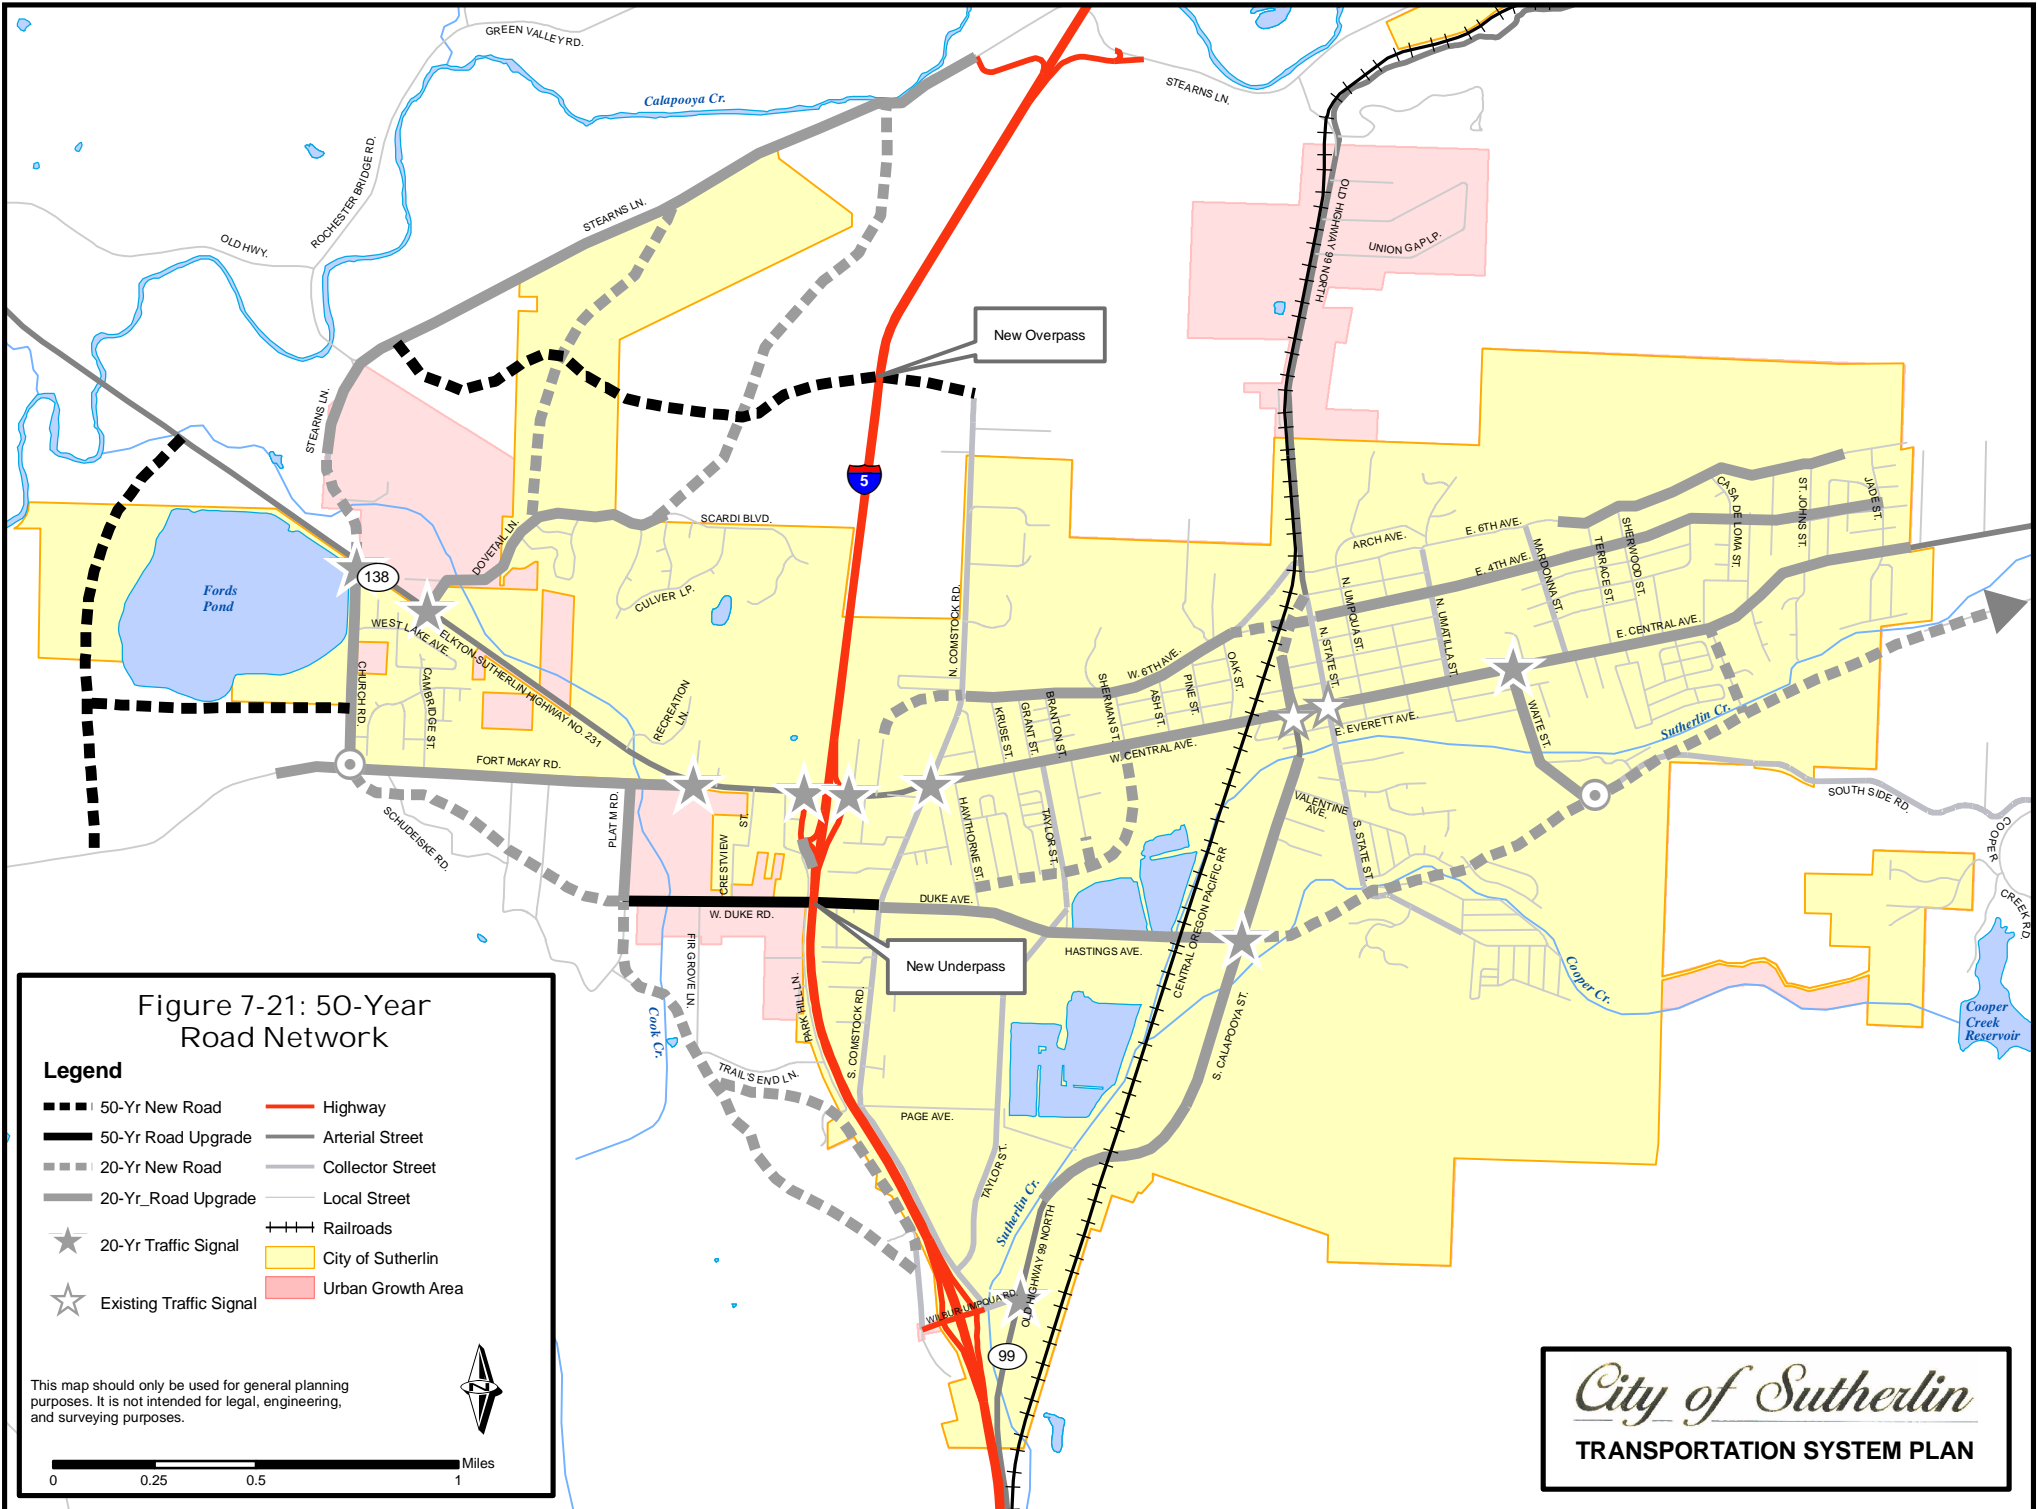 GREEN VALLEY RD.
Calapooya Cr.
STEARNS LN.
ROCHESTER BRIDGE RD.
OLD HWY.
STEARNS LN.
OLD HIGHWAY 99 NORTH
UNION GAP LP.
New Overpass
STEARNS LN.
5
SCARDI BLVD.
DOVETAIL LN.
CULVER LP.
138
Fords
Pond
WEST LAKE AVE.
ELKTON-SUTHERLIN HIGHWAY NO. 231
CHURCH RD.
CAMBRIDGE ST.
RECREATION
LN.
FORT McKAY RD.
SCHUDEISKE RD.
PLAT M RD.
CRESTVIEW
ST.
W. DUKE RD.
FIR GROVE LN.
Cook Cr.
TRAIL'S END LN.
PARK HILL LN.
S. COMSTOCK RD.
N. COMSTOCK RD.
W. 6TH AVE.
KRUSE ST.
GRANT ST.
BRANTON ST.
SHERMAN ST.
ASH ST.
PINE ST.
OAK ST.
W. CENTRAL AVE.
HAWTHORNE ST.
TAYLOR ST.
DUKE AVE.
HASTINGS AVE.
New Underpass
CENTRAL OREGON PACIFIC RR
S. CALAPOOYA ST.
PAGE AVE.
TAYLOR ST.
Sutherlin Cr.
OLD HIGHWAY 99 NORTH
WILBUR-UMPQUA RD.
99
ARCH AVE.
E. 6TH AVE.
E. 4TH AVE.
N. UMPQUA ST.
N. STATE ST.
N. UMATILLA ST.
MARDONNA ST.
TERRACE ST.
SHERWOOD ST.
CASA DE LOMA ST.
ST. JOHNS ST.
JADE ST.
E. CENTRAL AVE.
E. EVERETT AVE.
WAITE ST.
Sutherlin Cr.
VALENTINE
AVE.
S. STATE ST.
SOUTH SIDE RD.
COOPER
CREEK RD.
Cooper Cr.
Cooper
Creek
Reservoir
Figure 7-21: 50-Year
Road Network
Legend
50-Yr New Road
50-Yr Road Upgrade
20-Yr New Road
20-Yr_Road Upgrade
20-Yr Traffic Signal
Existing Traffic Signal
Highway
Arterial Street
Collector Street
Local Street
Railroads
City of Sutherlin
Urban Growth Area
N
This map should only be used for general planning
purposes. It is not intended for legal, engineering,
and surveying purposes.
Miles
0 0.25 0.5 1
City of Sutherlin
TRANSPORTATION SYSTEM PLAN